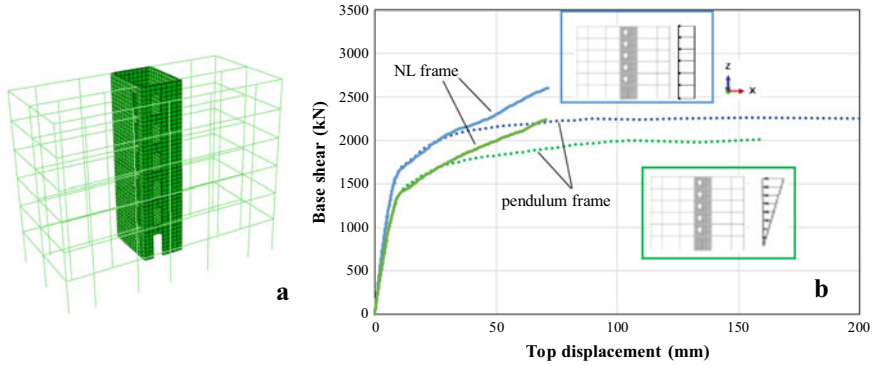 a
3500
3000
2500
2000
1500
1000
500
0
Base shear (kN)
NL frame
pendulum frame
z
x
b
0
50
100
150
200
Top displacement (mm)